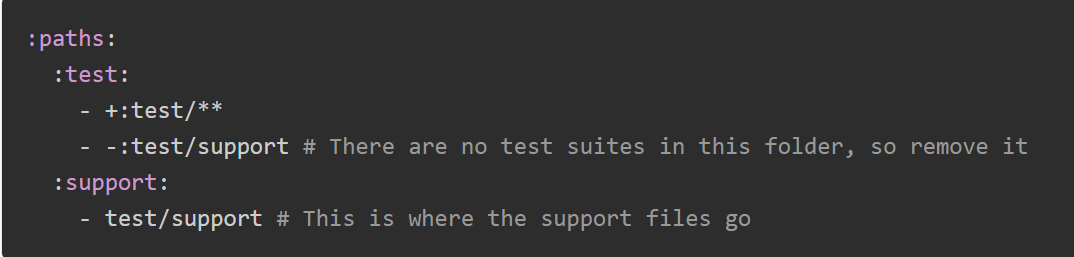 :paths:
  :test:
    - +:test/**
    - -:test/support # There are no test suites in this folder, so remove it
  :support:
    - test/support # This is where the support files go